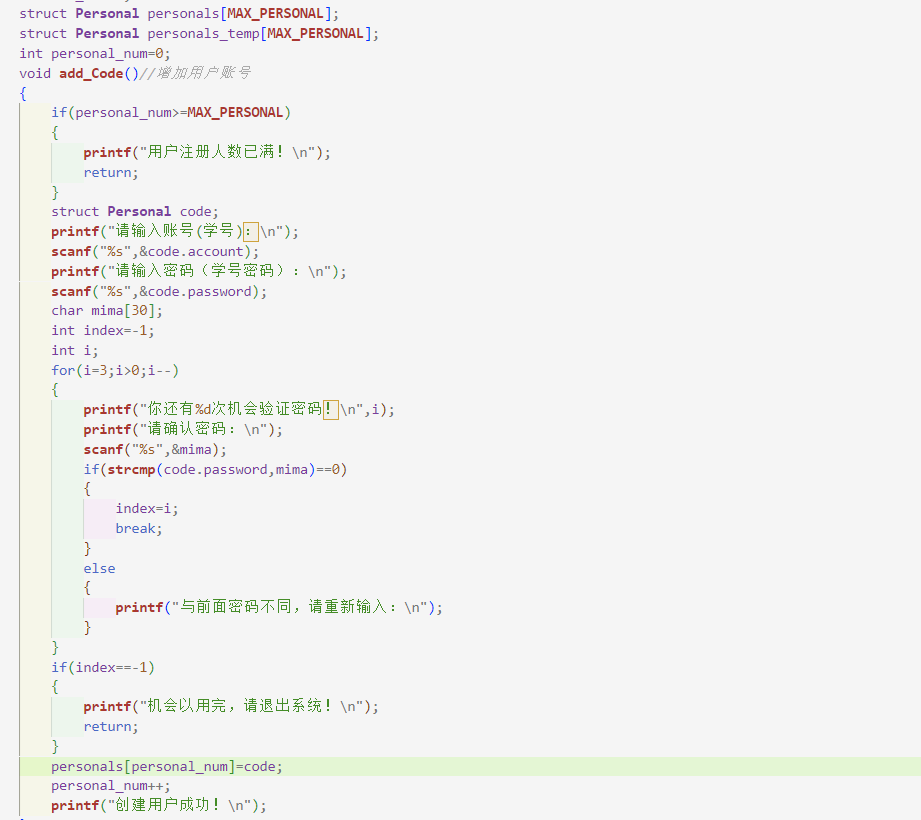 struct Personal personals[MAX_PERSONAL];
struct Personal personals_temp[MAX_PERSONAL];
int personal_num=0;
void add_Code()//增加用户账号
{
    if(personal_num>=MAX_PERSONAL)
    {
        printf("用户注册人数已满！\n");
        return;
    }
    struct Personal code;
    printf("请输入账号(学号)：\n");
    scanf("%s",&code.account);
    printf("请输入密码（学号密码）：\n");
    scanf("%s",&code.password);
    char mima[30];
    int index=-1;
    int i;
    for(i=3;i>0;i--)
    {
        printf("你还有%d次机会验证密码！\n",i);
        printf("请确认密码：\n");
        scanf("%s",&mima);
        if(strcmp(code.password,mima)==0)
        {
            index=i;
            break;
        }
        else
        {
            printf("与前面密码不同，请重新输入：\n");
        }
    }
    if(index==-1)
    {
        printf("机会以用完，请退出系统！\n");
        return;
    }
    personals[personal_num]=code;
    personal_num++;
    printf("创建用户成功！\n");